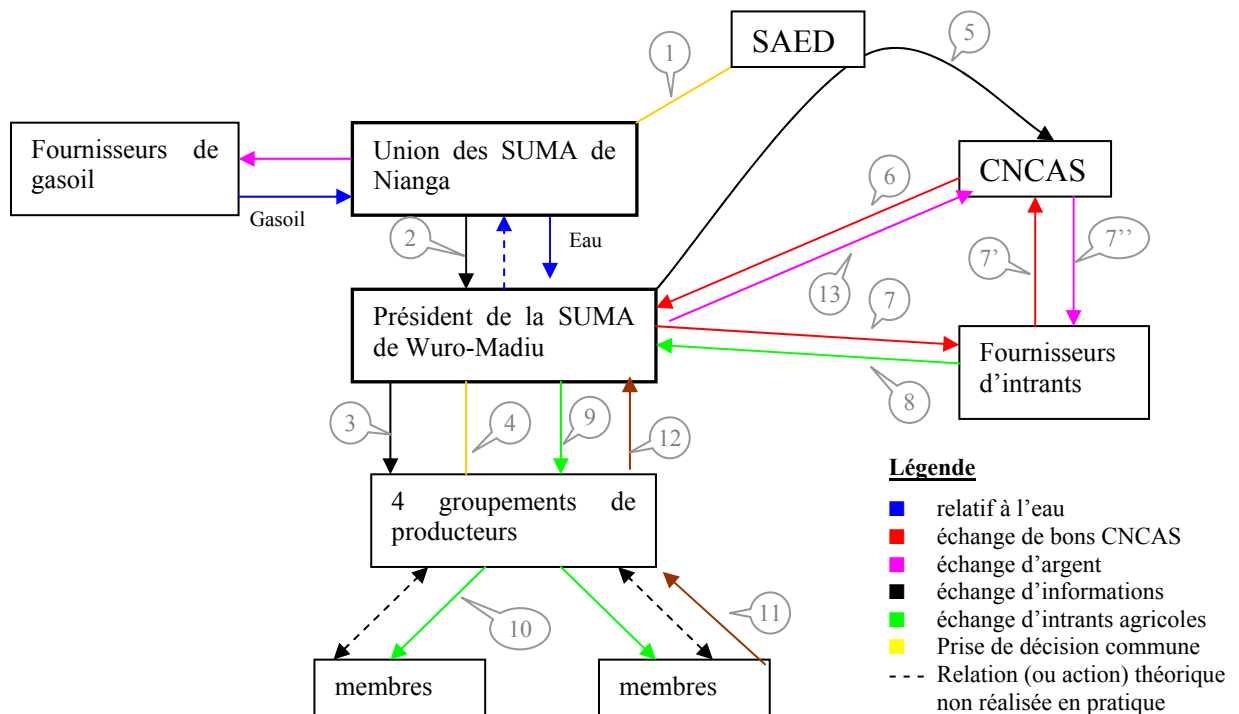 SAED
1
5
Fournisseurs de
gasoil
Union des SUMA de
Nianga
CNCAS
6
Gasoil
2
Eau
7’
7’’
13
7
Président de la SUMA
de Wuro-Madiu
Fournisseurs
d’intrants
8
3
4
9
12
4 groupements de
producteurs
10
11
membres
membres
Légende
relatif à l’eau
échange de bons CNCAS
échange d’argent
échange d’informations
échange d’intrants agricoles
Prise de décision commune
Relation (ou action) théorique
non réalisée en pratique